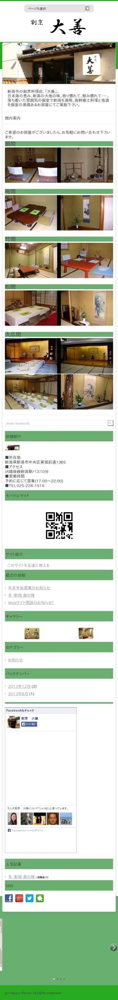 ページを選択
割烹 大善
割烹
大善
新潟市の割烹料理店、「大善」。
日本海の恵み、新潟の大地の味。寄り慣れて、飲み慣れて・・・。
落ち着いた雰囲気の個室で新潟を満喫。海鮮郷土料理と地酒
を個室の風情あるお部屋にてご堪能下さい。
館内案内
ご希望のお部屋がございましたら、お気軽にお問い合わせ下さい
ませ。
扇間
梅間
竹間
松間
大広間
enter keywords
店舗紹介
■所在地
新潟県新潟市中央区東堀前通1386
■アクセス
JR越後線新潟駅バス10分
■営業時間
予約に応じて営業(17:00〜22:00)
■TEL 025-228-1916
モバイルサイト
サイト紹介
このサイトを友達に教える
最近の投稿
年末年始営業のお知らせ
冬・新潟 食の陣
Webサイト開設のお知らせ!
ギャラリー
カテゴリー
お知らせ
バックナンバー
2013年12月 (2)
2013年8月 (1)
Facebookもチェック
割烹 大膳
いいね！
5人が割烹 大膳について「いいね！」と言っています。
Facebookソーシャルプラグイン
人気記事
冬・新潟 食の陣 | 閲覧数(3)
SNS
(c) kappo daizen All rights reserved